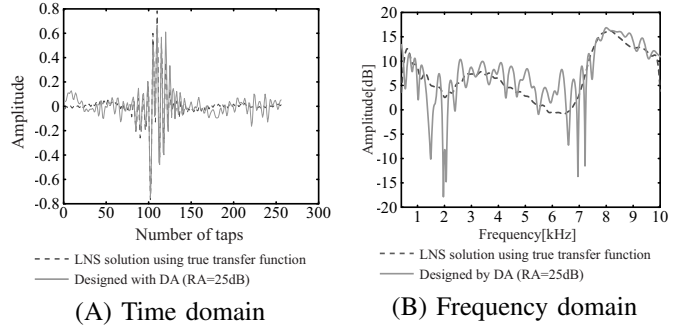 0.8
0.6
0.4
0.2
0
-0.2
-0.4
-0.6
-0.8
Amplitude
0 50 100 150 200 250 300
Number of taps
LNS solution using true transfer function
Designed with DA (RA=25dB)
(A) Time domain
20
15
10
5
0
-5
-10
-15
-20
Amplitude[dB]
1 2 3 4 5 6 7 8 9 10
Frequency[kHz]
LNS solution using true transfer function
Designed by DA (RA=25dB)
(B) Frequency domain